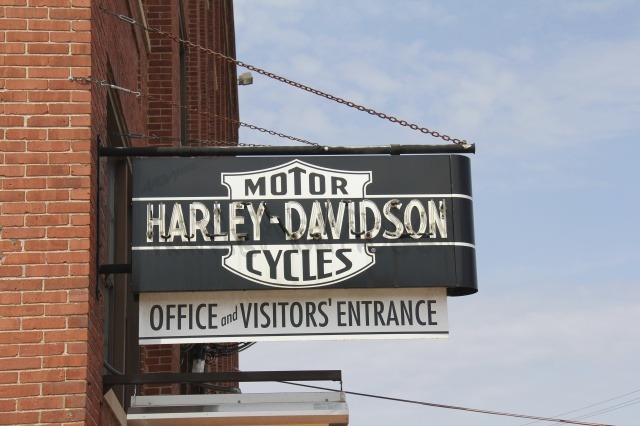 MOTOR
HARLEY-DAVIDSON
CYCLES
OFFICE and VISITORS' ENTRANCE